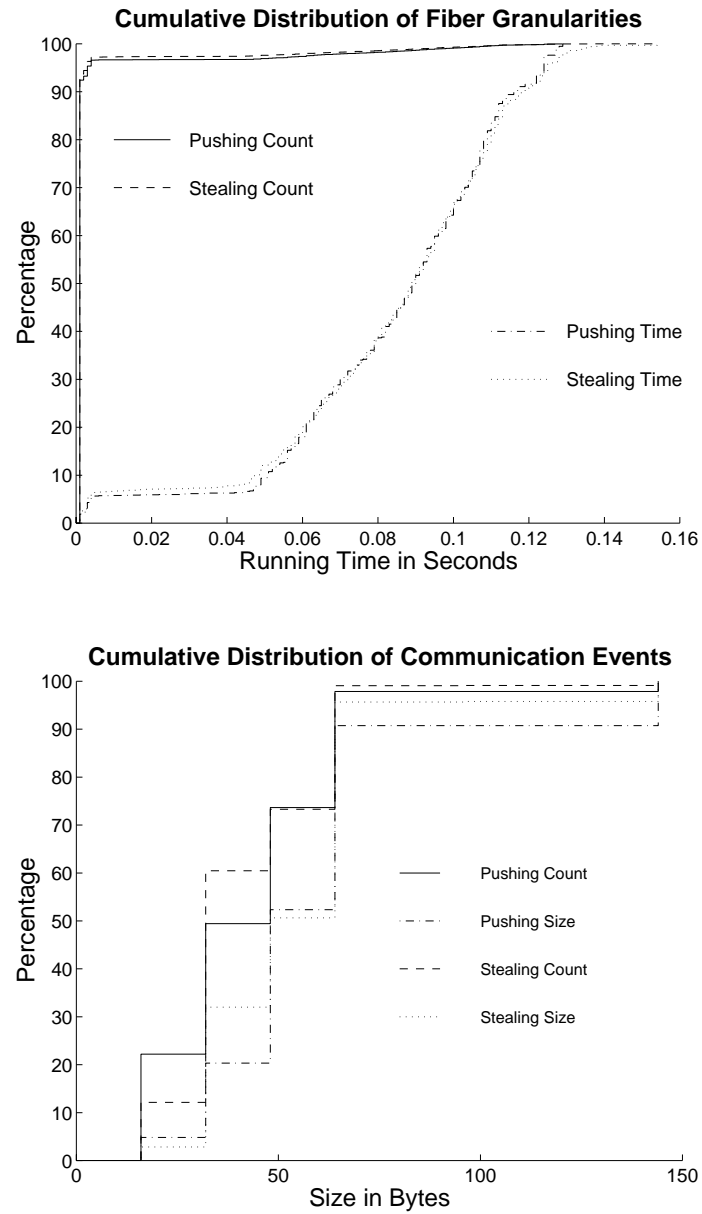 Cumulative Distribution of Fiber Granularities
100
90
80
70
60
50
40
30
20
10
0
Percentage
Pushing Count
Stealing Count
Pushing Time
Stealing Time
0 0.02 0.04 0.06 0.08 0.1 0.12 0.14 0.16
Running Time in Seconds
Cumulative Distribution of Communication Events
100
90
80
70
60
50
40
30
20
10
0
Percentage
Pushing Count
Pushing Size
Stealing Count
Stealing Size
0 50 100 150
Size in Bytes